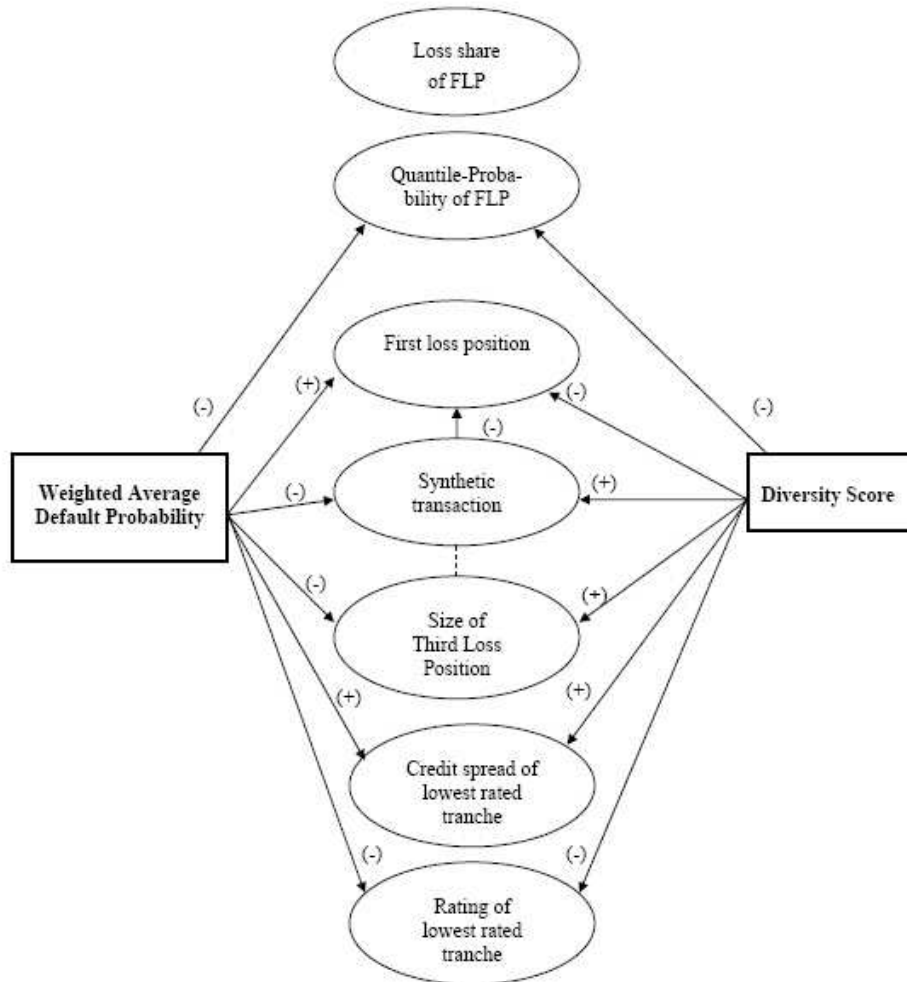 Loss share
of FLP
Quantile-Proba-
bility of FLP
First loss position
(+)
(-)
(-)
(-)
(-)
Weighted Average
Default Probability
(-)
Synthetic
transaction
(+)
Diversity Score
(-)
Size of
Third Loss
Position
(+)
(+)
(+)
Credit spread of
lowest rated
tranche
(-)
(-)
Rating of
lowest rated
tranche